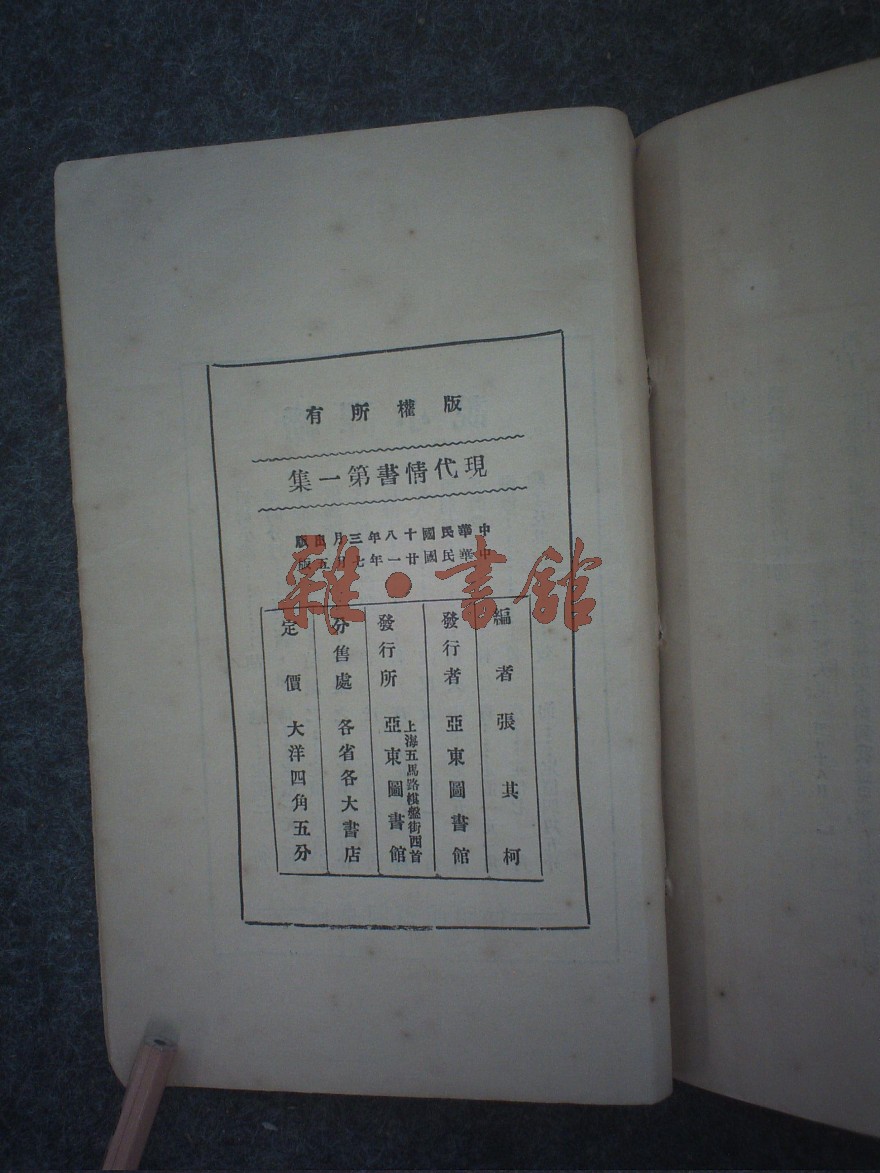 版權所有
現代情書第一集
中華民國十八年三月出版
中華民國廿一年七月五版
編者 張其柯
發行者 亞東圖書館
發行所 上海五馬路棋盤街西首 亞東圖書館
分售處 各省各大書店
定價 大洋四角五分
雜·書館